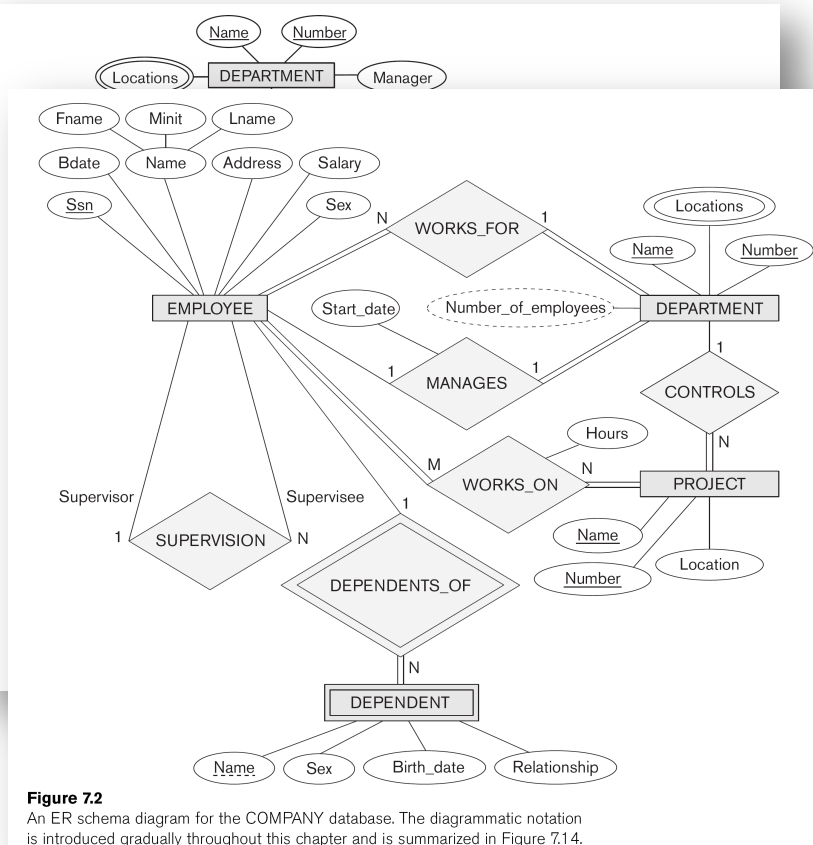 Name Number
Locations DEPARTMENT Manager
Fname Minit Lname
Bdate Name Address Salary
Ssn Sex
N WORKS_FOR 1
Locations
Name Number
EMPLOYEE Start_date Number_of_employees DEPARTMENT
1 MANAGES 1
1
CONTROLS
N
Hours
M WORKS_ON N PROJECT
Supervisor Supervisee
1 SUPERVISION N
Name
Number Location
1
DEPENDENTS_OF
N
DEPENDENT
Name Sex Birth_date Relationship
Figure 7.2
An ER schema diagram for the COMPANY database. The diagrammatic notation
is introduced gradually throughout this chapter and is summarized in Figure 7.14.